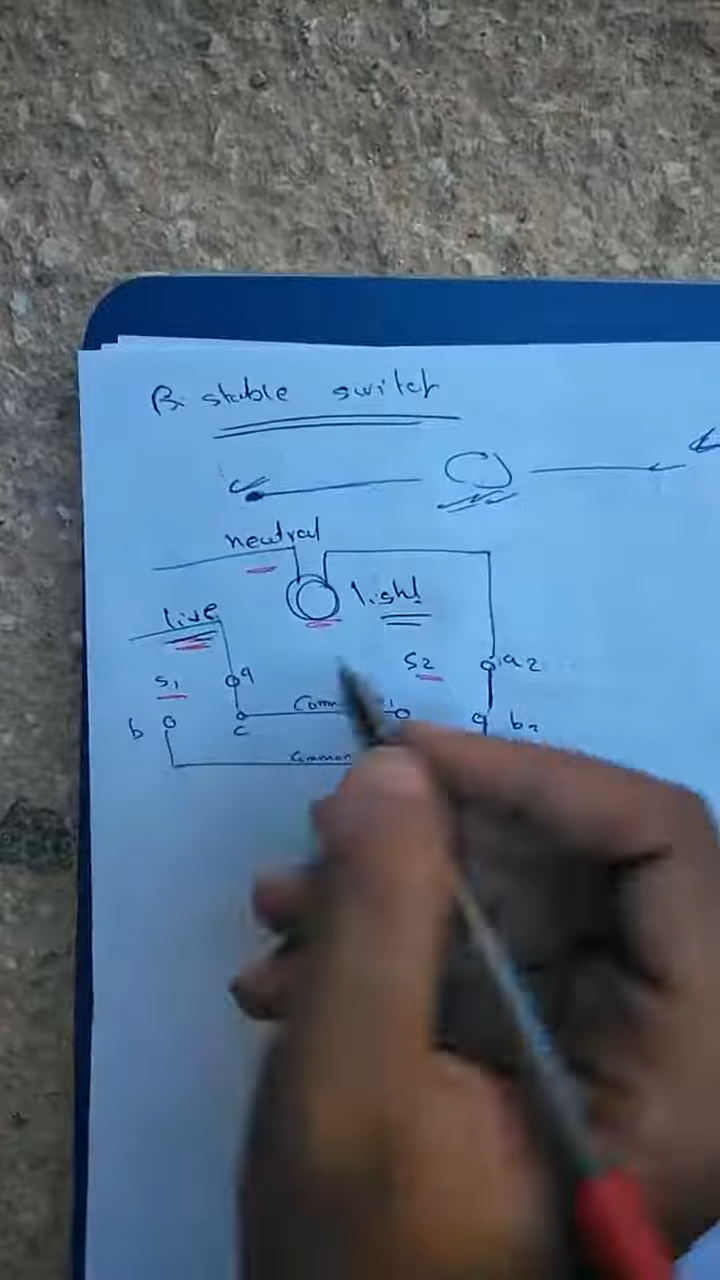 Bi stable switch
neutral
light
live
S2
a2
S1
a
b
c
b2
Common